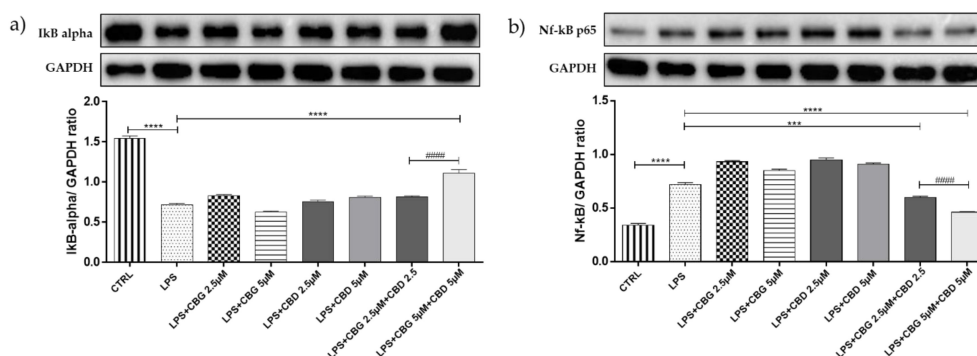 a)
IkB alpha
GAPDH
IkB-alpha/ GAPDH ratio
2.0
1.5
1.0
0.5
0.0
****
****
####
CTRL
LPS
LPS+CBG 2.5µM
LPS+CBG 5µM
LPS+CBD 2.5µM
LPS+CBD 5µM
LPS+CBG 2.5µM+CBD 2.5
LPS+CBG 5µM+CBD 5µM
b)
Nf-kB p65
GAPDH
Nf-kB/ GAPDH ratio
1.5
1.0
0.5
0.0
****
***
****
####
CTRL
LPS
LPS+CBG 2.5µM
LPS+CBG 5µM
LPS+CBD 2.5µM
LPS+CBD 5µM
LPS+CBG 2.5µM+CBD 2.5
LPS+CBG 5µM+CBD 5µM